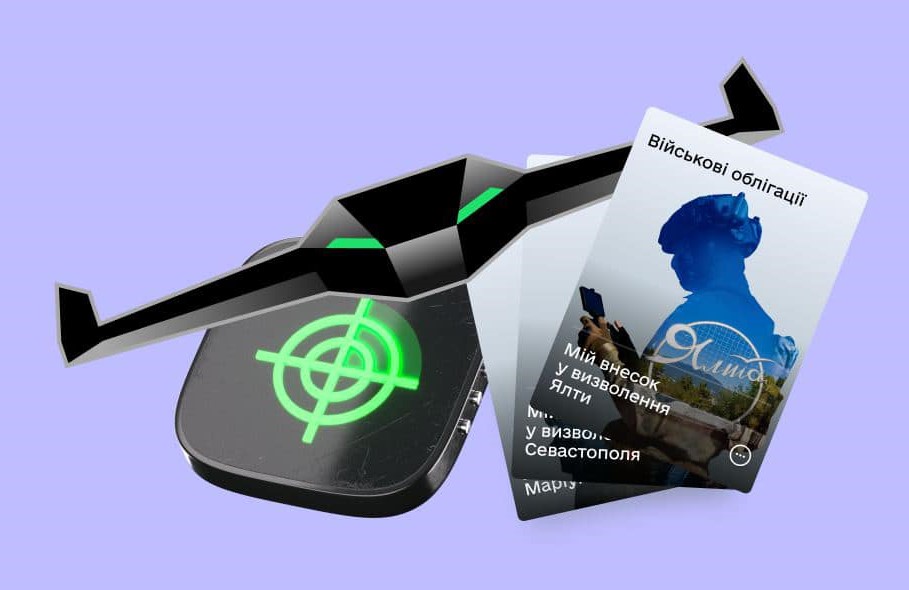 Військові облігації
Ялта
Мій внесок
у визволення
Ялти
у
Севастополя